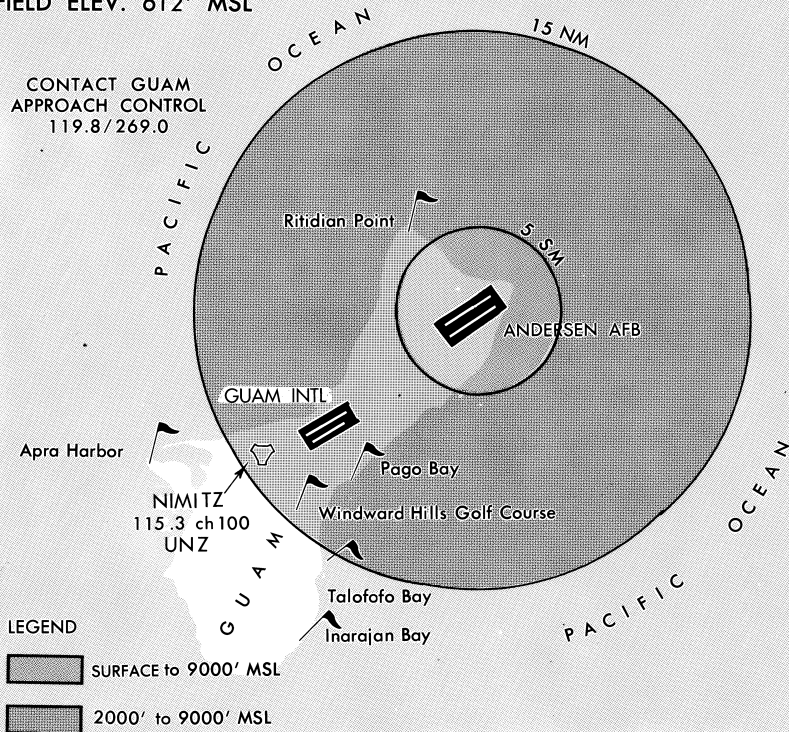 FIELD ELEV. 612' MSL
OCEAN
15 NM
CONTACT GUAM
APPROACH CONTROL
119.8/269.0
PACIFIC
Ritidian Point
5 SM
ANDERSEN AFB
GUAM INTL
Apra Harbor
Pago Bay
OCEAN
NIMITZ
115.3 ch 100
UNZ
Windward Hills Golf Course
GUAM
Talofofo Bay
PACIFIC
Inarajan Bay
LEGEND
SURFACE to 9000' MSL
2000' to 9000' MSL